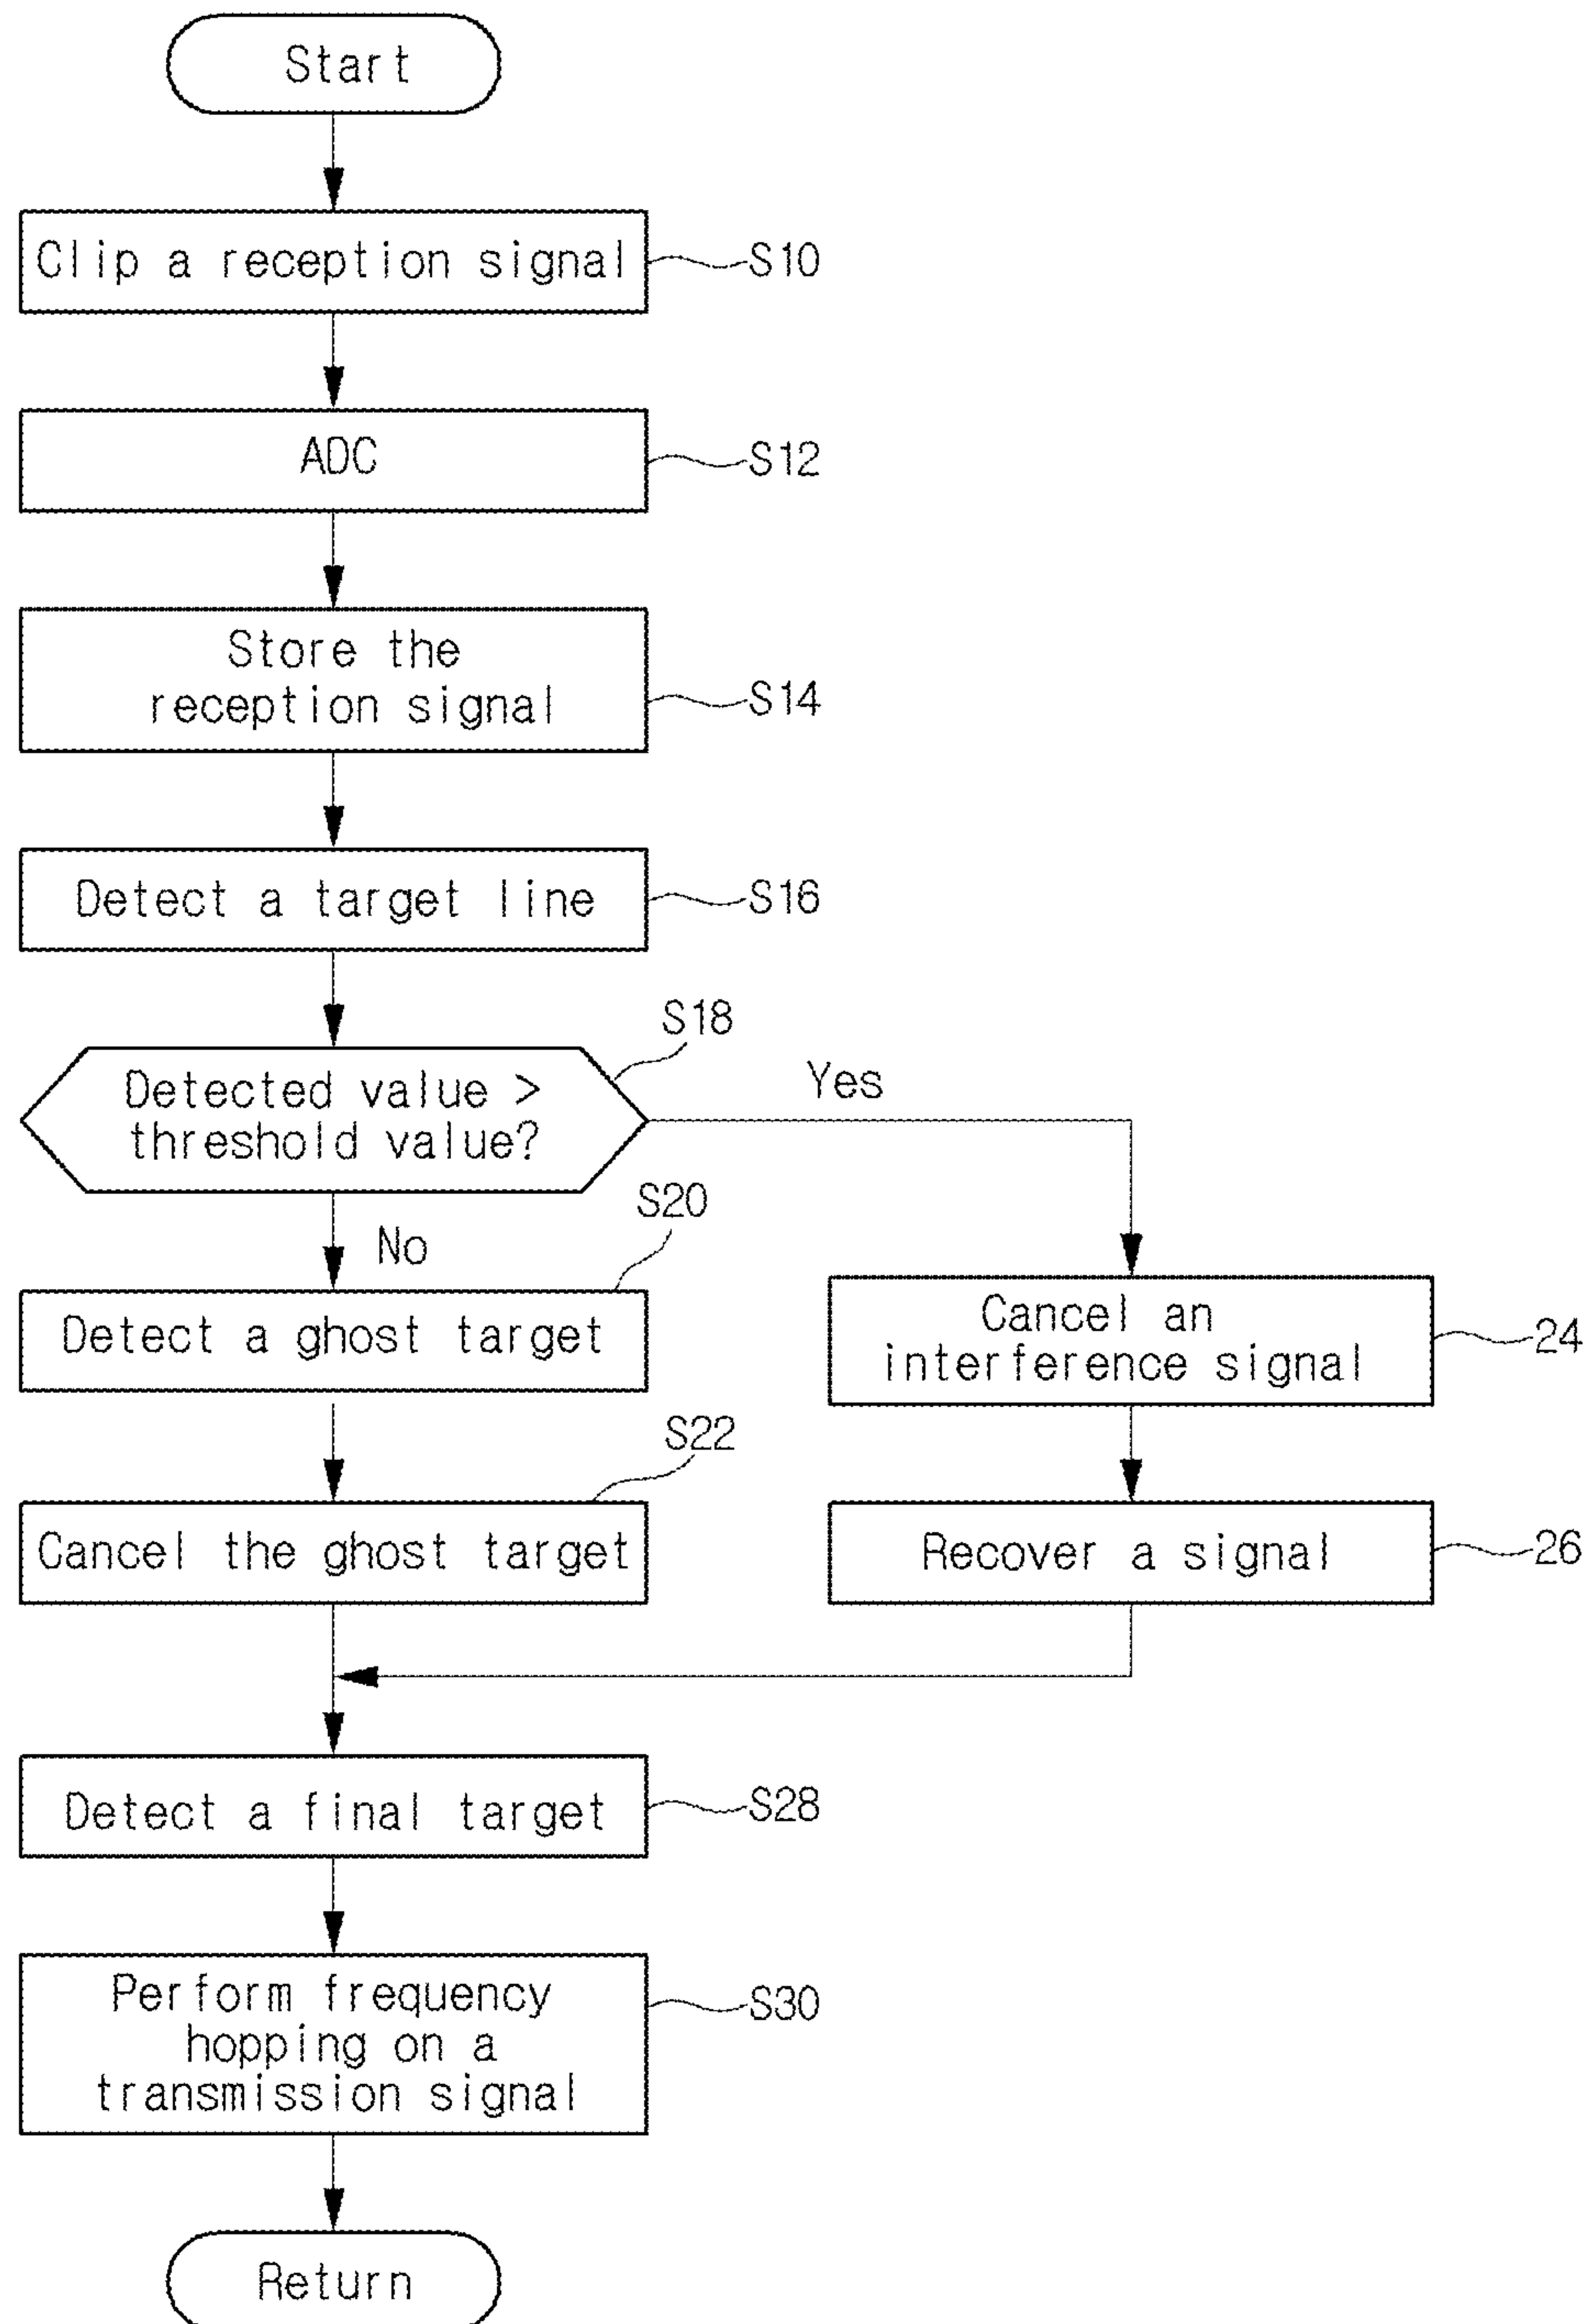 Start
Clip a reception signal
S10
ADC
S12
Store the
reception signal
S14
Detect a target line
S16
S18
Detected value >
threshold value?
Yes
No
S20
Detect a ghost target
Cancel an
interference signal
24
S22
Cancel the ghost target
Recover a signal
26
Detect a final target
S28
Perform frequency
hopping on a
transmission signal
S30
Return